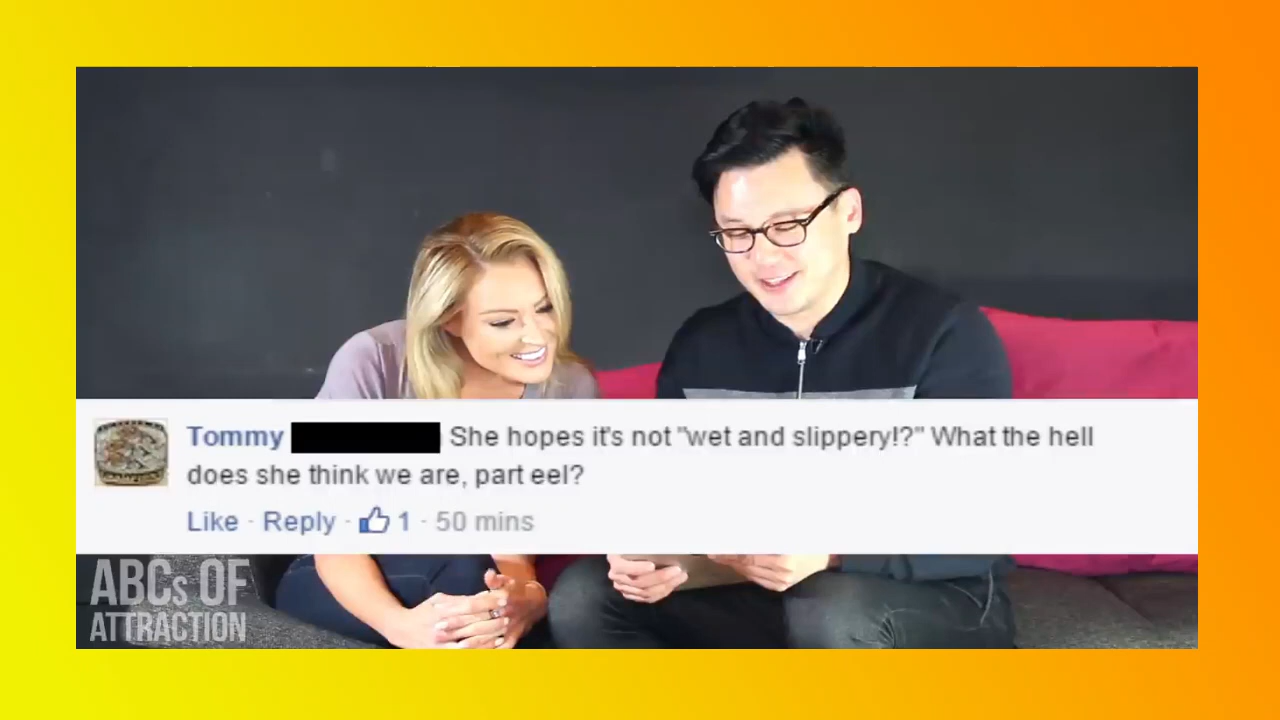 Tommy She hopes it's not "wet and slippery!?" What the hell
does she think we are, part eel?
Like · Reply · 1 · 50 mins
ABCs OF
ATTRACTION